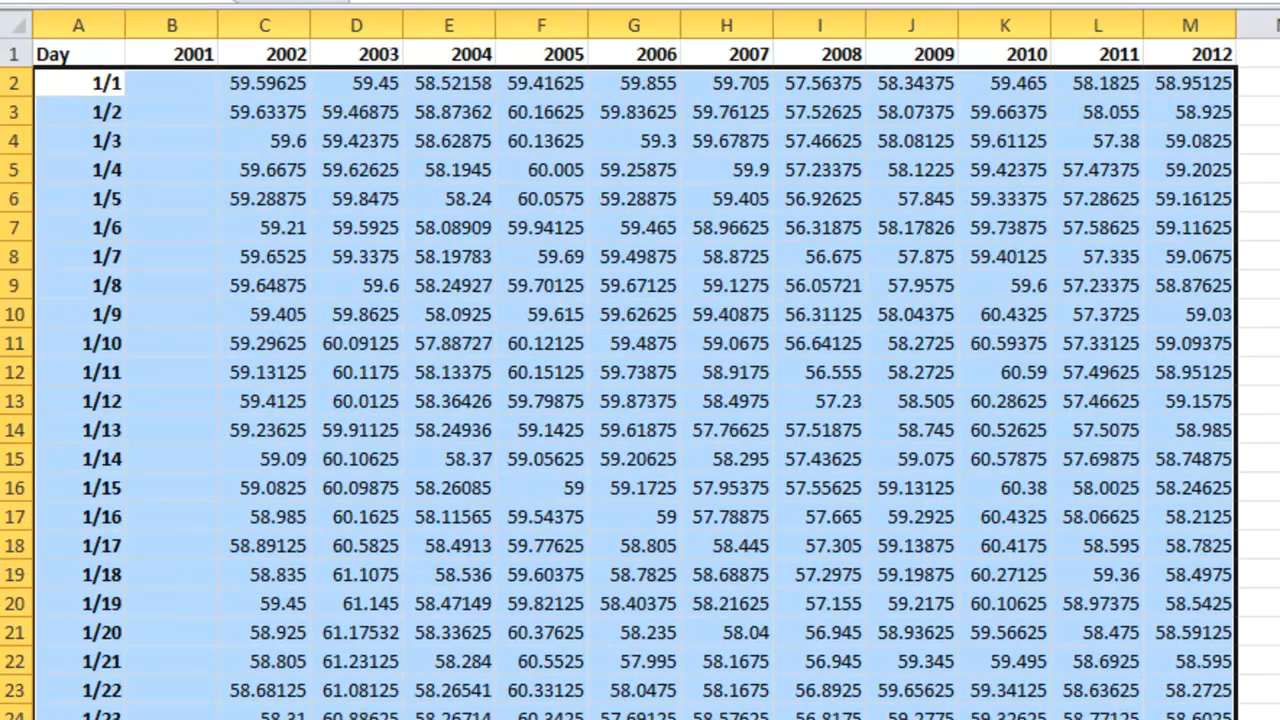 A B C D E F G H I J K L M
1 Day 2001 2002 2003 2004 2005 2006 2007 2008 2009 2010 2011 2012
2 1/1 59.59625 59.45 58.52158 59.41625 59.855 59.705 57.56375 58.34375 59.465 58.1825 58.95125
3 1/2 59.63375 59.46875 58.87362 60.16625 59.83625 59.76125 57.52625 58.07375 59.66375 58.055 58.925
4 1/3 59.6 59.42375 58.62875 60.13625 59.3 59.67875 57.46625 58.08125 59.61125 57.38 59.0825
5 1/4 59.6675 59.62625 58.1945 60.005 59.25875 59.9 57.23375 58.1225 59.42375 57.47375 59.2025
6 1/5 59.28875 59.8475 58.24 60.0575 59.28875 59.405 56.92625 57.845 59.33375 57.28625 59.16125
7 1/6 59.21 59.5925 58.08909 59.94125 59.465 58.96625 56.31875 58.17826 59.73875 57.58625 59.11625
8 1/7 59.6525 59.3375 58.19783 59.69 59.49875 58.8725 56.675 57.875 59.40125 57.335 59.0675
9 1/8 59.64875 59.6 58.24927 59.70125 59.67125 59.1275 56.05721 57.9575 59.6 57.23375 58.87625
10 1/9 59.405 59.8625 58.0925 59.615 59.62625 59.40875 56.31125 58.04375 60.4325 57.3725 59.03
11 1/10 59.29625 60.09125 57.88727 60.12125 59.4875 59.0675 56.64125 58.2725 60.59375 57.33125 59.09375
12 1/11 59.13125 60.1175 58.13375 60.15125 59.73875 58.9175 56.555 58.2725 60.59 57.49625 58.95125
13 1/12 59.4125 60.0125 58.36426 59.79875 59.87375 58.4975 57.23 58.505 60.28625 57.46625 59.1575
14 1/13 59.23625 59.91125 58.24936 59.1425 59.61875 57.76625 57.51875 58.745 60.52625 57.5075 58.985
15 1/14 59.09 60.10625 58.37 59.05625 59.20625 58.295 57.43625 59.075 60.57875 57.69875 58.74875
16 1/15 59.0825 60.09875 58.26085 59 59.1725 57.95375 57.55625 59.13125 60.38 58.0025 58.24625
17 1/16 58.985 60.1625 58.11565 59.54375 59 57.78875 57.665 59.2925 60.4325 58.06625 58.2125
18 1/17 58.89125 60.5825 58.4913 59.77625 58.805 58.445 57.305 59.13875 60.4175 58.595 58.7825
19 1/18 58.835 61.1075 58.536 59.60375 58.7825 58.68875 57.2975 59.19875 60.27125 59.36 58.4975
20 1/19 59.45 61.145 58.47149 59.82125 58.40375 58.21625 57.155 59.2175 60.10625 58.97375 58.5425
21 1/20 58.925 61.17532 58.33625 60.37625 58.235 58.04 56.945 58.93625 59.56625 58.475 58.59125
22 1/21 58.805 61.23125 58.284 60.5525 57.995 58.1675 56.945 59.345 59.495 58.6925 58.595
23 1/22 58.68125 61.08125 58.26541 60.33125 58.0475 58.1675 56.8925 59.65625 59.34125 58.63625 58.2725
24 1/23 58.31 60.88625 58.26714 60.3425 57.69125 58.57625 56.8175 59.2775 59.32625 58.77125 58.6025